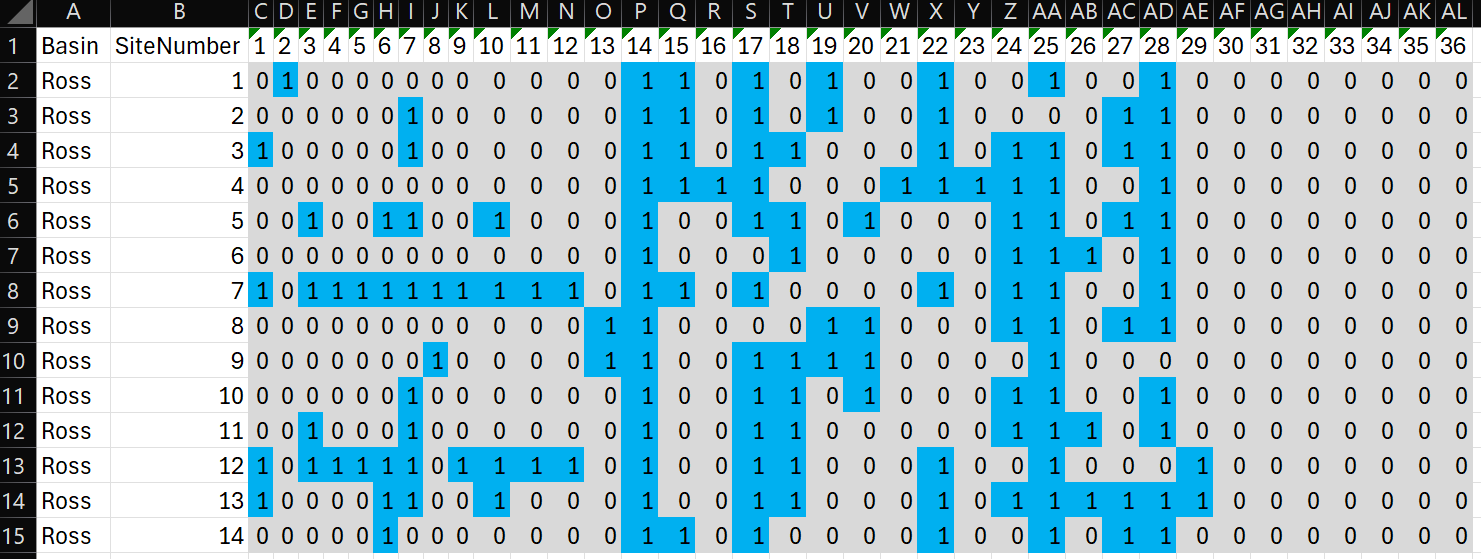 A B C D E F G H I J K L M N O P Q R S T U V W X Y Z AA AB AC AD AE AF AG AH AI AJ AK AL
1 Basin SiteNumber 1 2 3 4 5 6 7 8 9 10 11 12 13 14 15 16 17 18 19 20 21 22 23 24 25 26 27 28 29 30 31 32 33 34 35 36
2 Ross 1 0 1 0 0 0 0 0 0 0 0 0 0 0 1 1 0 1 0 1 0 0 1 0 0 1 0 0 1 0 0 0 0 0 0 0 0
3 Ross 2 0 0 0 0 0 0 1 0 0 0 0 0 0 1 1 0 1 0 1 0 0 1 0 0 0 0 1 1 0 0 0 0 0 0 0 0
4 Ross 3 1 0 0 0 0 0 1 0 0 0 0 0 0 1 1 0 1 1 0 0 0 1 0 1 1 0 1 1 0 0 0 0 0 0 0 0
5 Ross 4 0 0 0 0 0 0 0 0 0 0 0 0 0 1 1 1 1 0 0 0 1 1 1 1 1 0 0 1 0 0 0 0 0 0 0 0
6 Ross 5 0 0 1 0 0 1 1 0 0 1 0 0 0 1 0 0 1 1 0 1 0 0 0 1 1 0 1 1 0 0 0 0 0 0 0 0
7 Ross 6 0 0 0 0 0 0 0 0 0 0 0 0 0 1 0 0 0 1 0 0 0 0 0 1 1 1 0 1 0 0 0 0 0 0 0 0
8 Ross 7 1 0 1 1 1 1 1 1 1 1 1 1 0 1 1 0 1 0 0 0 0 1 0 1 1 0 0 1 0 0 0 0 0 0 0 0
9 Ross 8 0 0 0 0 0 0 0 0 0 0 0 0 1 1 0 0 0 0 1 1 0 0 0 1 1 0 1 1 0 0 0 0 0 0 0 0
10 Ross 9 0 0 0 0 0 0 0 1 0 0 0 0 1 1 0 0 1 1 1 1 0 0 0 0 1 0 0 0 0 0 0 0 0 0 0 0
11 Ross 10 0 0 0 0 0 0 1 0 0 0 0 0 0 1 0 0 1 1 0 1 0 0 0 1 1 0 0 1 0 0 0 0 0 0 0 0
12 Ross 11 0 0 1 0 0 0 1 0 0 0 0 0 0 1 0 0 1 1 0 0 0 0 0 1 1 1 0 1 0 0 0 0 0 0 0 0
13 Ross 12 1 0 1 1 1 1 1 0 1 1 1 1 0 1 0 0 1 1 0 0 0 1 0 0 1 0 0 0 1 0 0 0 0 0 0 0
14 Ross 13 1 0 0 0 0 1 1 0 0 1 0 0 0 1 0 0 1 1 0 0 0 1 0 1 1 1 1 1 1 0 0 0 0 0 0 0
15 Ross 14 0 0 0 0 0 1 0 0 0 0 0 0 0 1 1 0 1 0 0 0 0 1 0 0 1 0 1 1 0 0 0 0 0 0 0 0